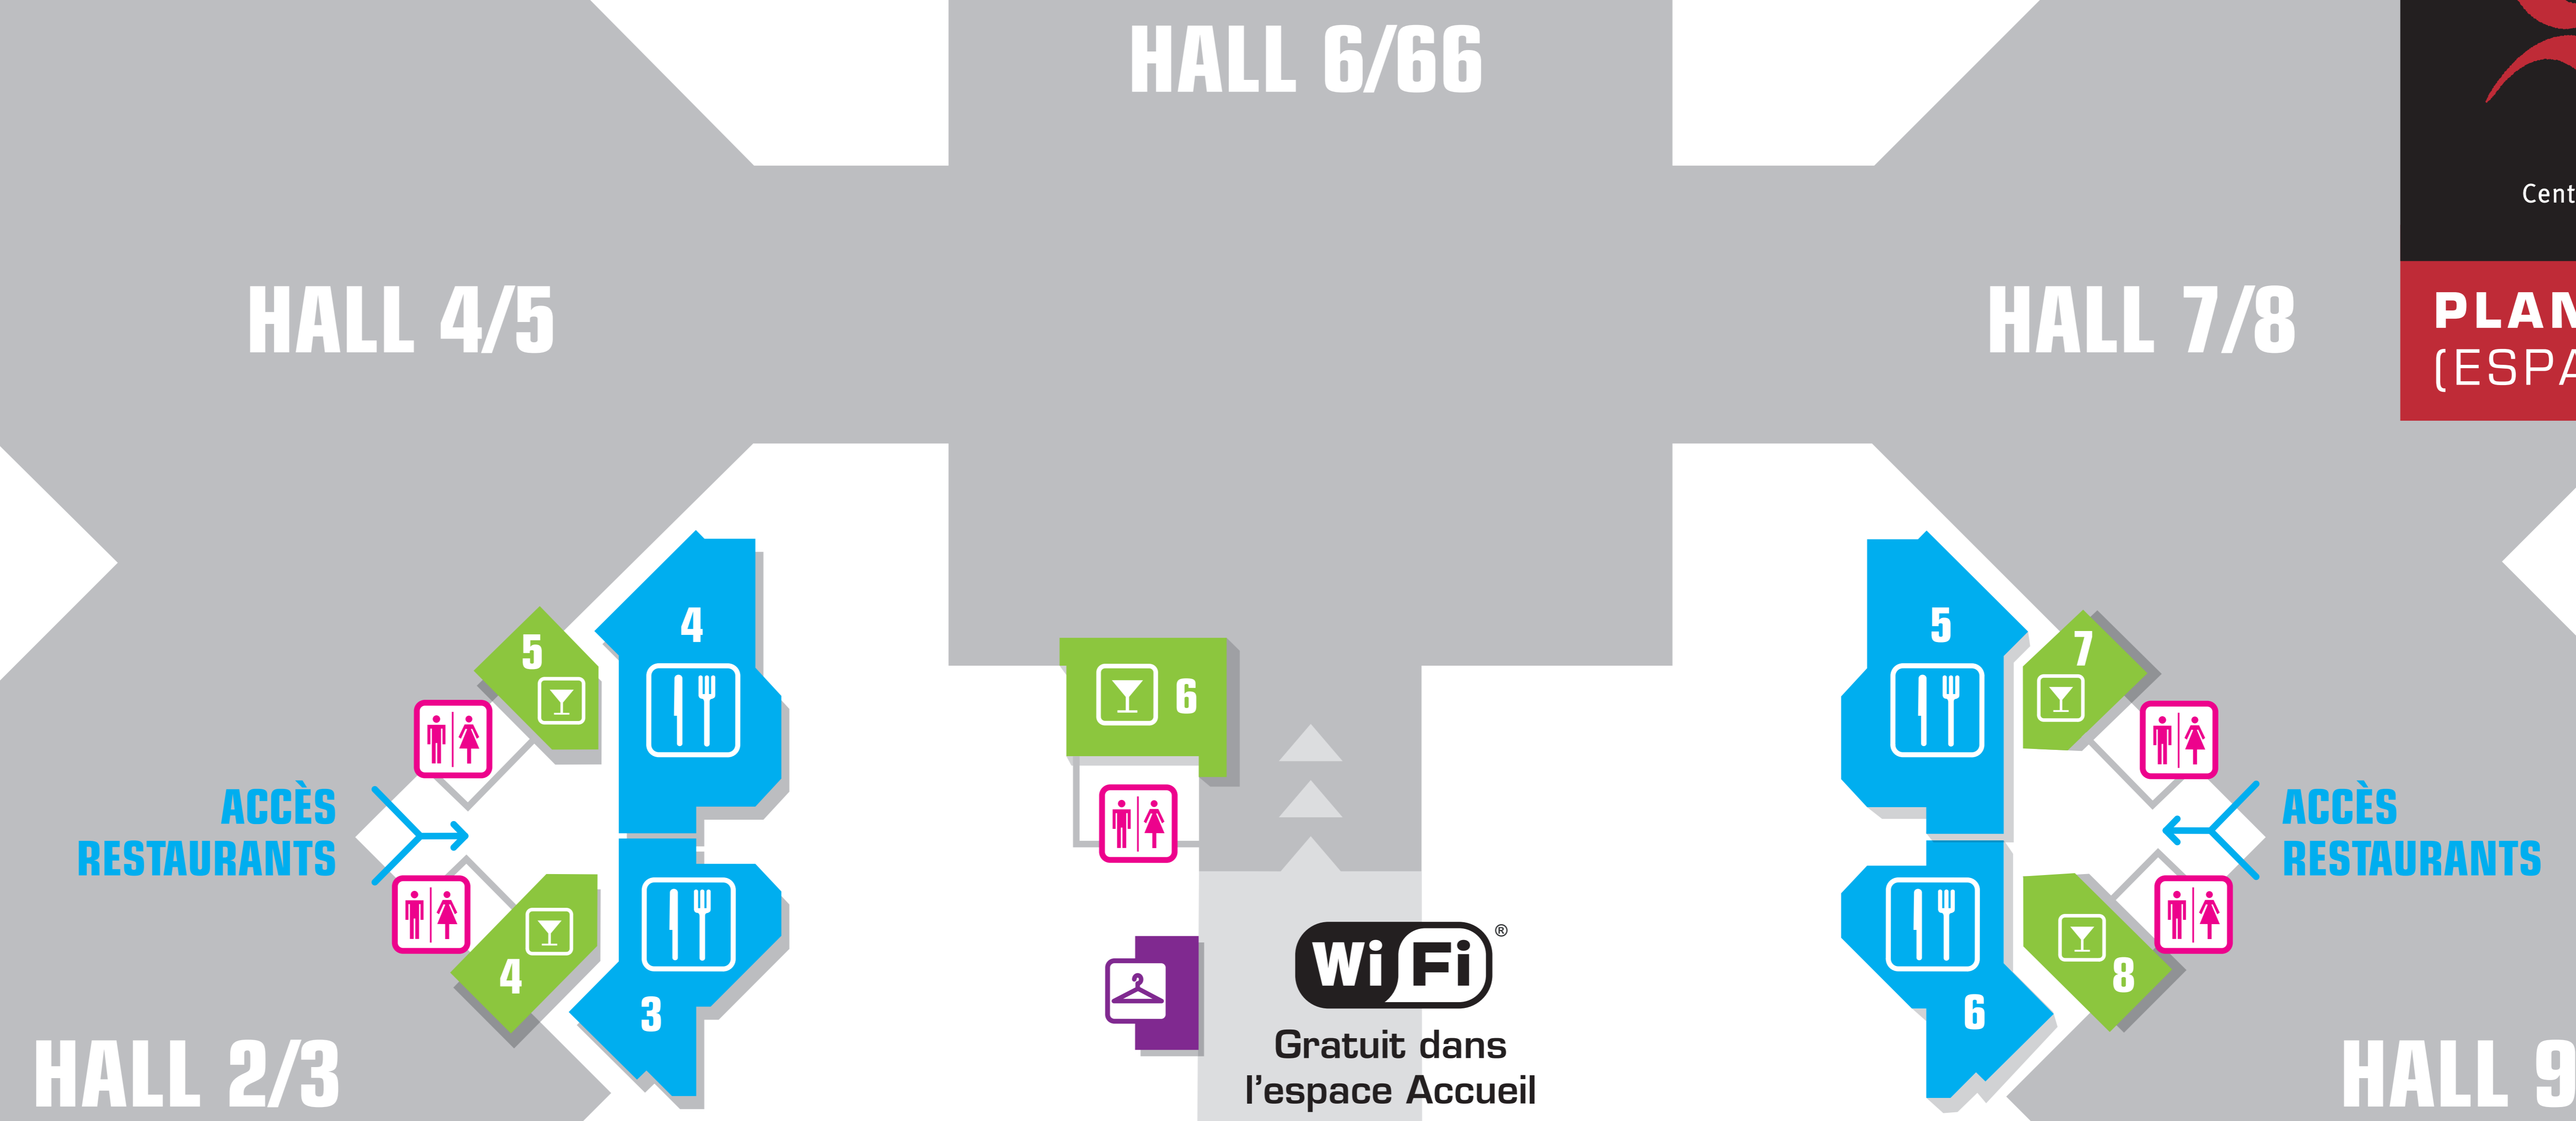 HALL 6/66
Cent
HALL 4/5
HALL 7/8
PLAN
(ESPA
4
5
5
7
6
ACCÈS
RESTAURANTS
ACCÈS
RESTAURANTS
Wi Fi ®
4
8
3
6
Gratuit dans
l'espace Accueil
HALL 2/3
HALL 9